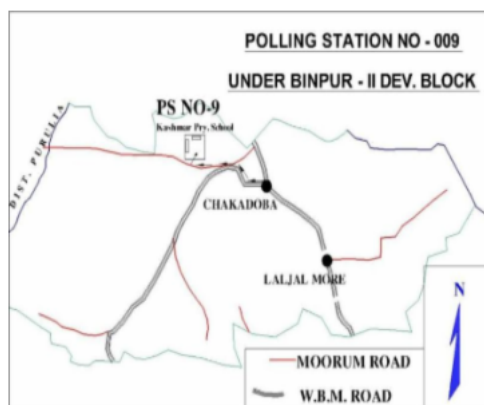 POLLING STATION NO - 009
UNDER BINPUR - II DEV. BLOCK
PS NO-9
Kashmar Pry. School
DIST. PURULIA
CHAKADOBA
LALJAL MORE
N
MOORUM ROAD
W.B.M. ROAD